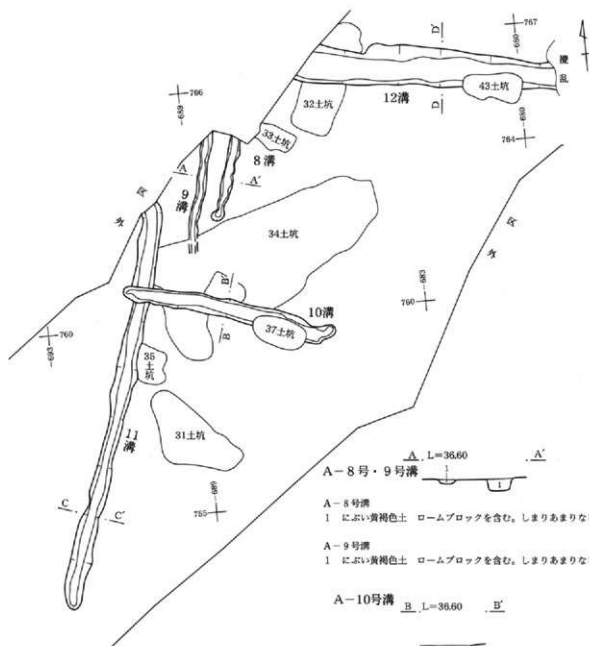 D'
767
-680
攪乱
766
-689
32土坑
12溝
43土坑
D
764
-680
33土坑
8溝
A
A'
9溝
区外
34土坑
区外
B'
760
-683
10溝
37土坑
760
-693
B
35土坑
11溝
31土坑
C
C'
755
-689
A L=36.60 A'
A-8号・9号溝
1
1
A-8号溝
1 にぶい黄褐色土 ロームブロックを含む。しまりあまりな
A-9号溝
1 にぶい黄褐色土 ロームブロックを含む。しまりあまりな
A-10号溝
B L=36.60 B'